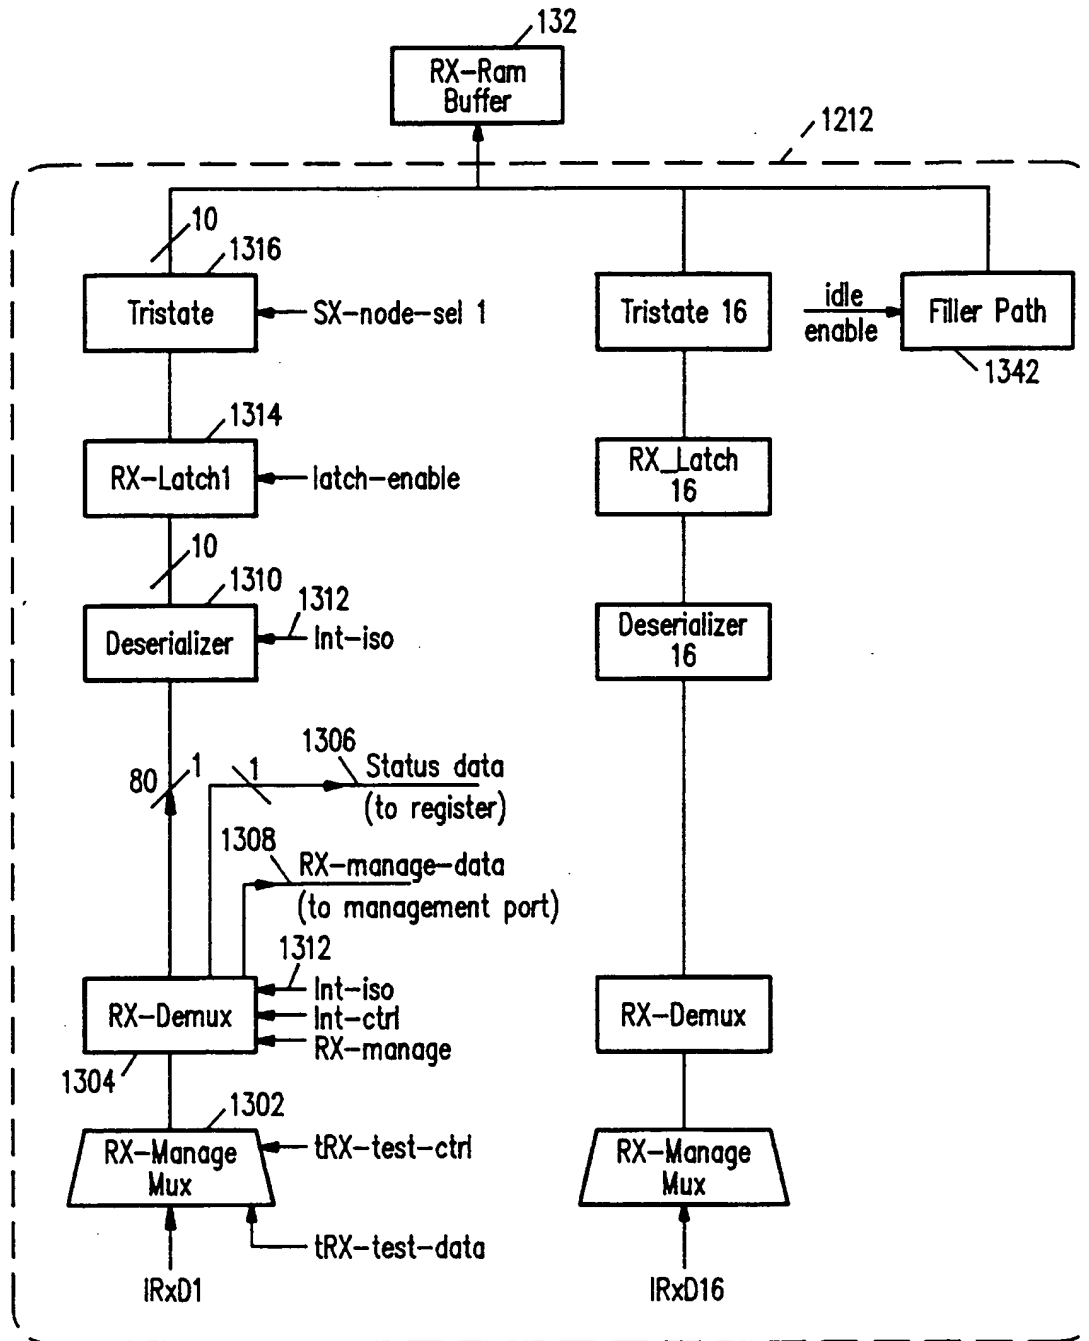 132
RX-Ram
Buffer
1212
10
1316
Tristate
SX-node-sel 1
Tristate 16
idle
enable
Filler Path
1342
1314
RX-Latch1
latch-enable
RX_Latch
16
10
1310
1312
Deserializer
Int-iso
Deserializer
16
80
1
1
1306
Status data
(to register)
1308
RX-manage-data
(to management port)
1312
RX-Demux
Int-iso
Int-ctrl
RX-manage
RX-Demux
1304
1302
RX-Manage
Mux
tRX-test-ctrl
RX-Manage
Mux
tRX-test-data
IRxD1
IRxD16